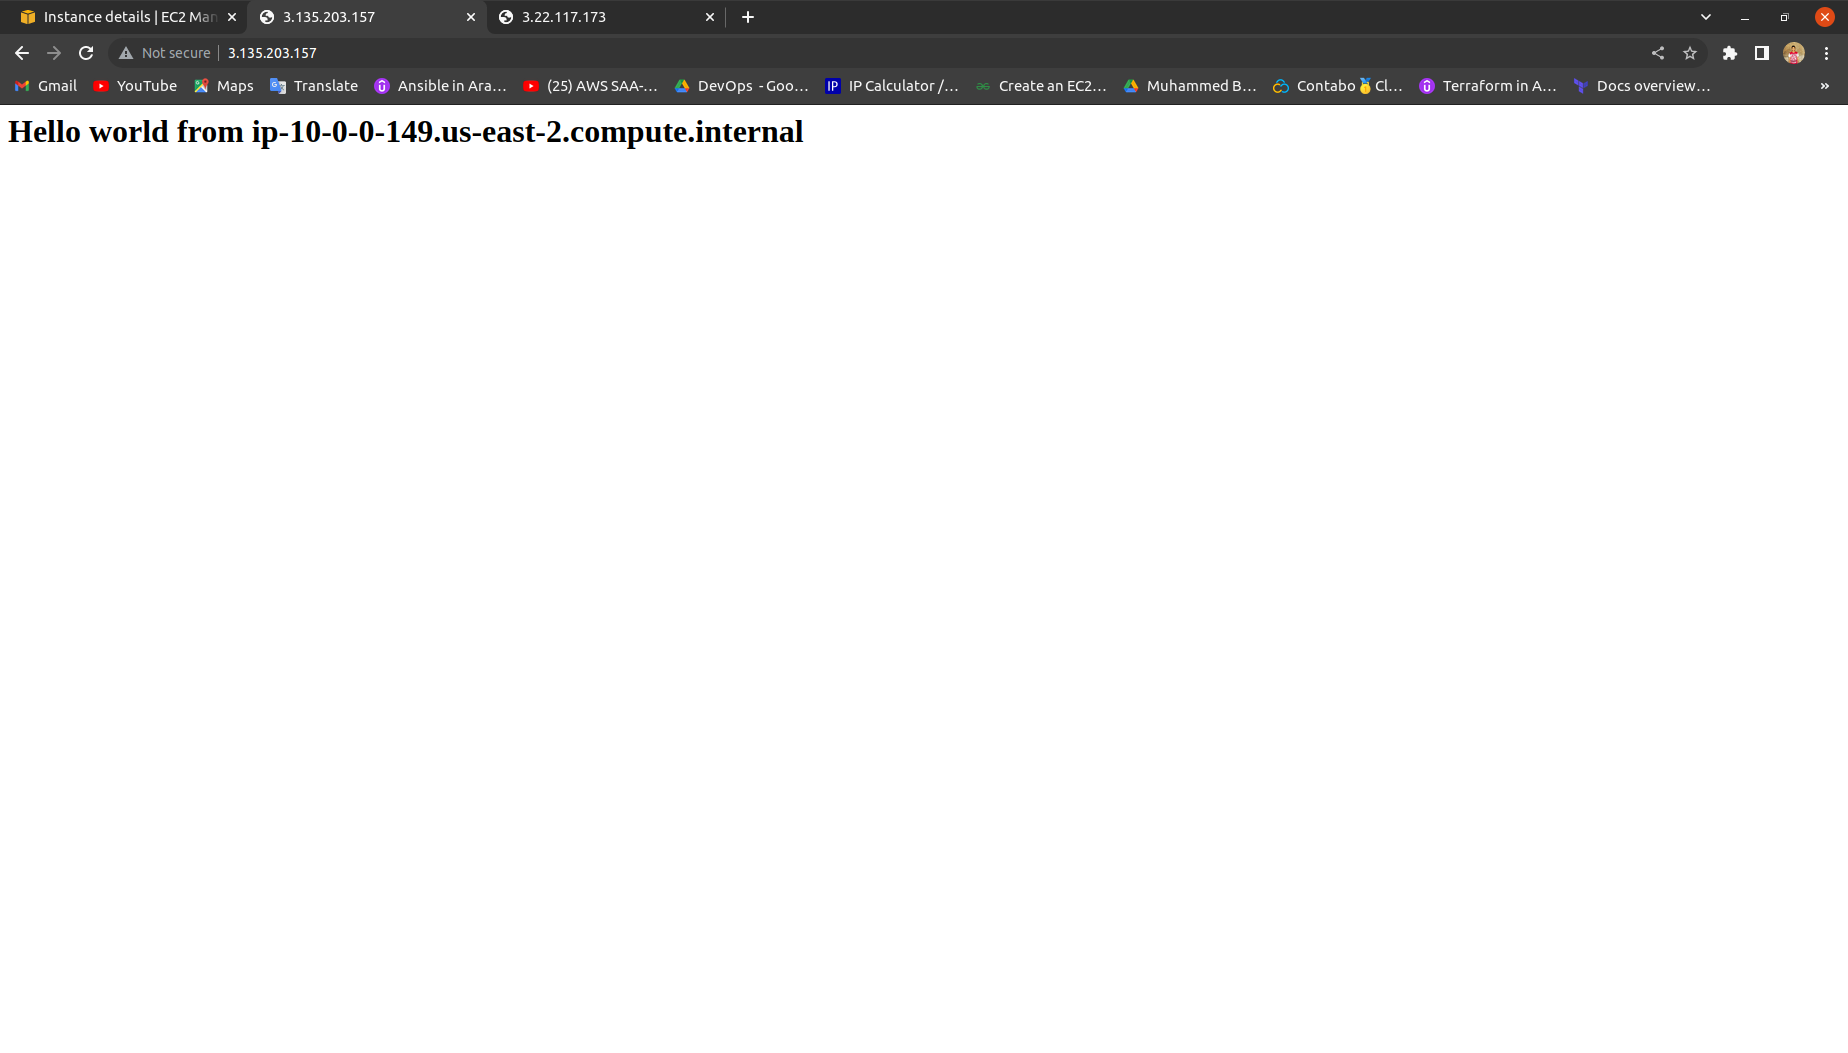 Instance details | EC2 Man
3.135.203.157
3.22.117.173
Not secure
3.135.203.157
Gmail
YouTube
Maps
Translate
Ansible in Ara...
(25) AWS SAA-...
DevOps - Goo...
IP
IP Calculator /...
Create an EC2...
Muhammed B...
Contabo🥇Cl...
Terraform in A...
Docs overview...
»
Hello world from ip-10-0-0-149.us-east-2.compute.internal